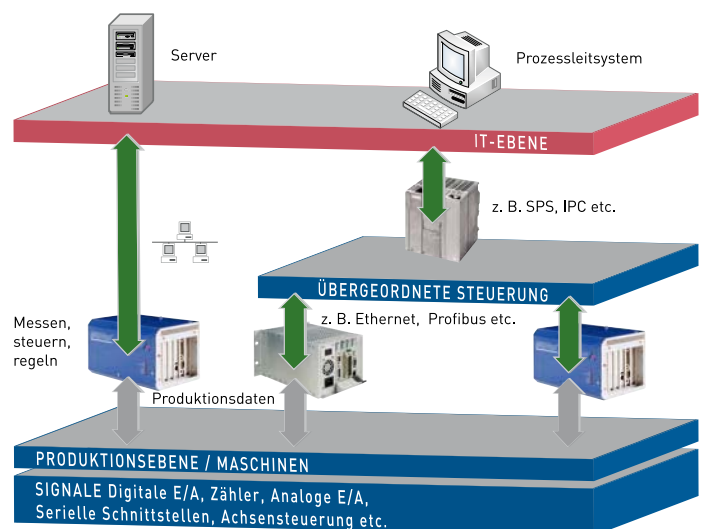 Server
Prozessleitsystem
IT-EBENE
z. B. SPS, IPC etc.
ÜBERGEORDNETE STEUERUNG
Messen,
steuern,
regeln
z. B. Ethernet, Profibus etc.
Produktionsdaten
PRODUKTIONSEBENE / MASCHINEN
SIGNALE Digitale E/A, Zähler, Analoge E/A,
Serielle Schnittstellen, Achsensteuerung etc.